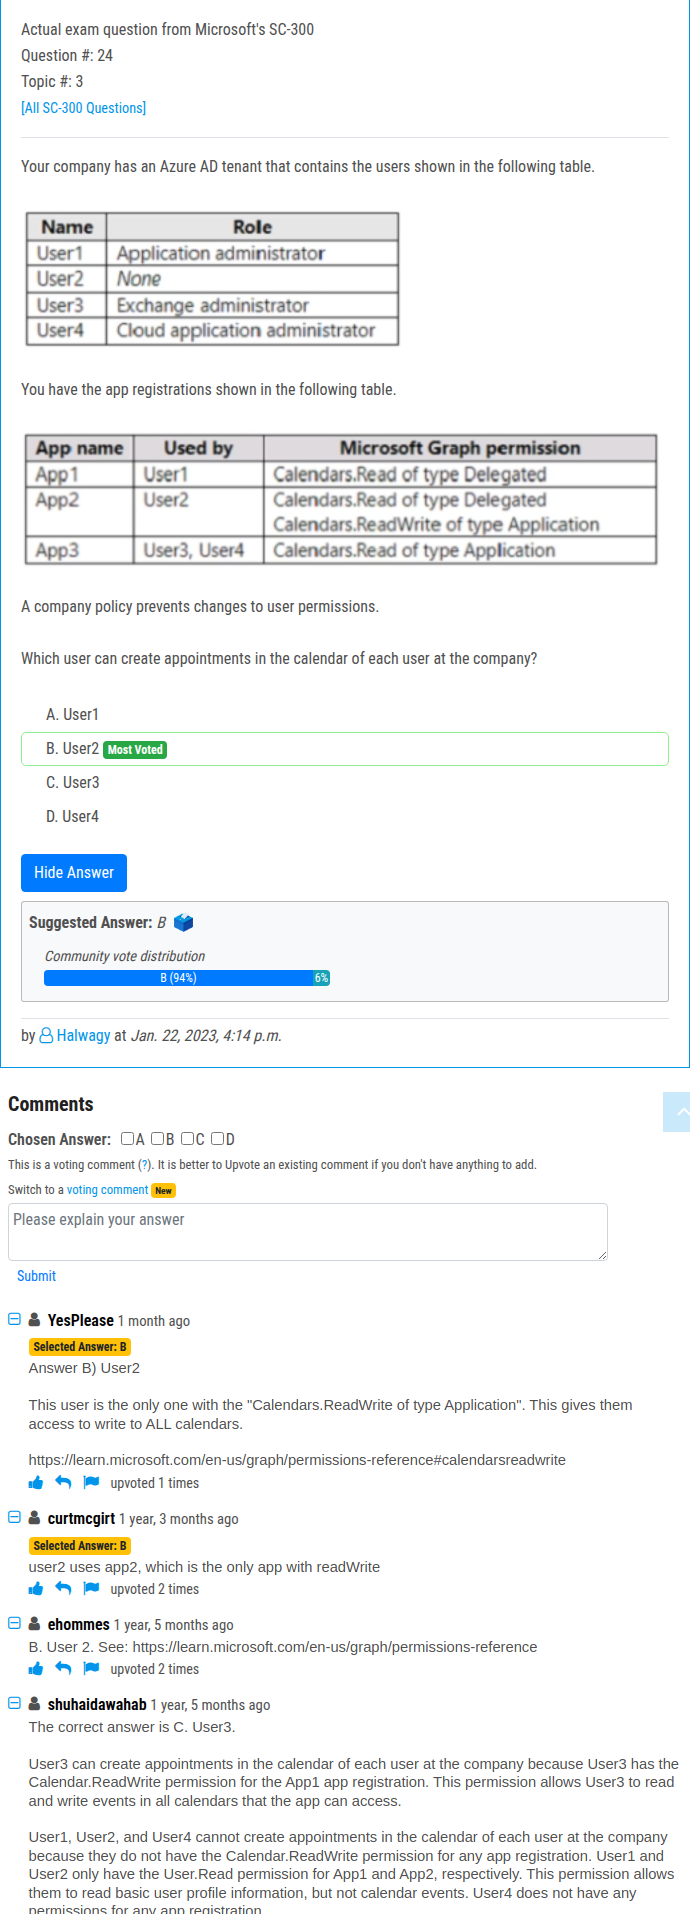 Actual exam question from Microsoft's SC-300
Question #: 24
Topic #: 3
[All SC-300 Questions]
Your company has an Azure AD tenant that contains the users shown in the following table.
Name Role
User1 Application administrator
User2 None
User3 Exchange administrator
User4 Cloud application administrator
You have the app registrations shown in the following table.
App name Used by Microsoft Graph permission
App1 User1 Calendars.Read of type Delegated
App2 User2 Calendars.Read of type Delegated
Calendars.ReadWrite of type Application
App3 User3, User4 Calendars.Read of type Application
A company policy prevents changes to user permissions.
Which user can create appointments in the calendar of each user at the company?
A. User1
B. User2 Most Voted
C. User3
D. User4
Hide Answer
Suggested Answer: B
Community vote distribution
B (94%) 6%
by Halwagy at Jan. 22, 2023, 4:14 p.m.
Comments
Chosen Answer: A B C D
This is a voting comment (?). It is better to Upvote an existing comment if you don't have anything to add.
Switch to a voting comment New
Please explain your answer
Submit
YesPlease 1 month ago
Selected Answer: B
Answer B) User2
This user is the only one with the "Calendars.ReadWrite of type Application". This gives them
access to write to ALL calendars.
https://learn.microsoft.com/en-us/graph/permissions-reference#calendarsreadwrite
upvoted 1 times
curtmcgirt 1 year, 3 months ago
Selected Answer: B
user2 uses app2, which is the only app with readWrite
upvoted 2 times
ehommes 1 year, 5 months ago
B. User 2. See: https://learn.microsoft.com/en-us/graph/permissions-reference
upvoted 2 times
shuhaidawahab 1 year, 5 months ago
The correct answer is C. User3.
User3 can create appointments in the calendar of each user at the company because User3 has the
Calendar.ReadWrite permission for the App1 app registration. This permission allows User3 to read
and write events in all calendars that the app can access.
User1, User2, and User4 cannot create appointments in the calendar of each user at the company
because they do not have the Calendar.ReadWrite permission for any app registration. User1 and
User2 only have the User.Read permission for App1 and App2, respectively. This permission allows
them to read basic user profile information, but not calendar events. User4 does not have any
permissions for any app registration